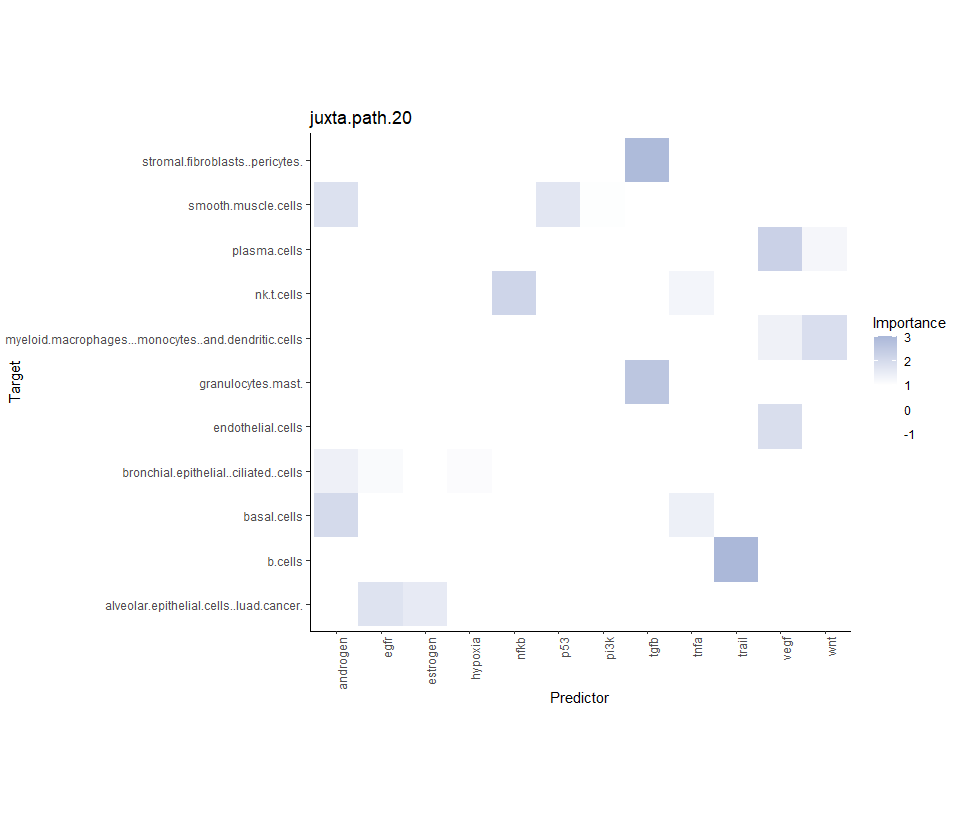 juxta.path.20
stromal.fibroblasts..pericytes.
smooth.muscle.cells
plasma.cells
nk.t.cells
myeloid.macrophages...monocytes..and.dendritic.cells
granulocytes.mast.
endothelial.cells
bronchial.epithelial..ciliated..cells
basal.cells
b.cells
alveolar.epithelial.cells..luad.cancer.
Target
androgen
egfr
estrogen
hypoxia
nfkb
p53
pi3k
tgfb
tnfa
trail
vegf
wnt
Predictor
Importance
3
2
1
0
-1